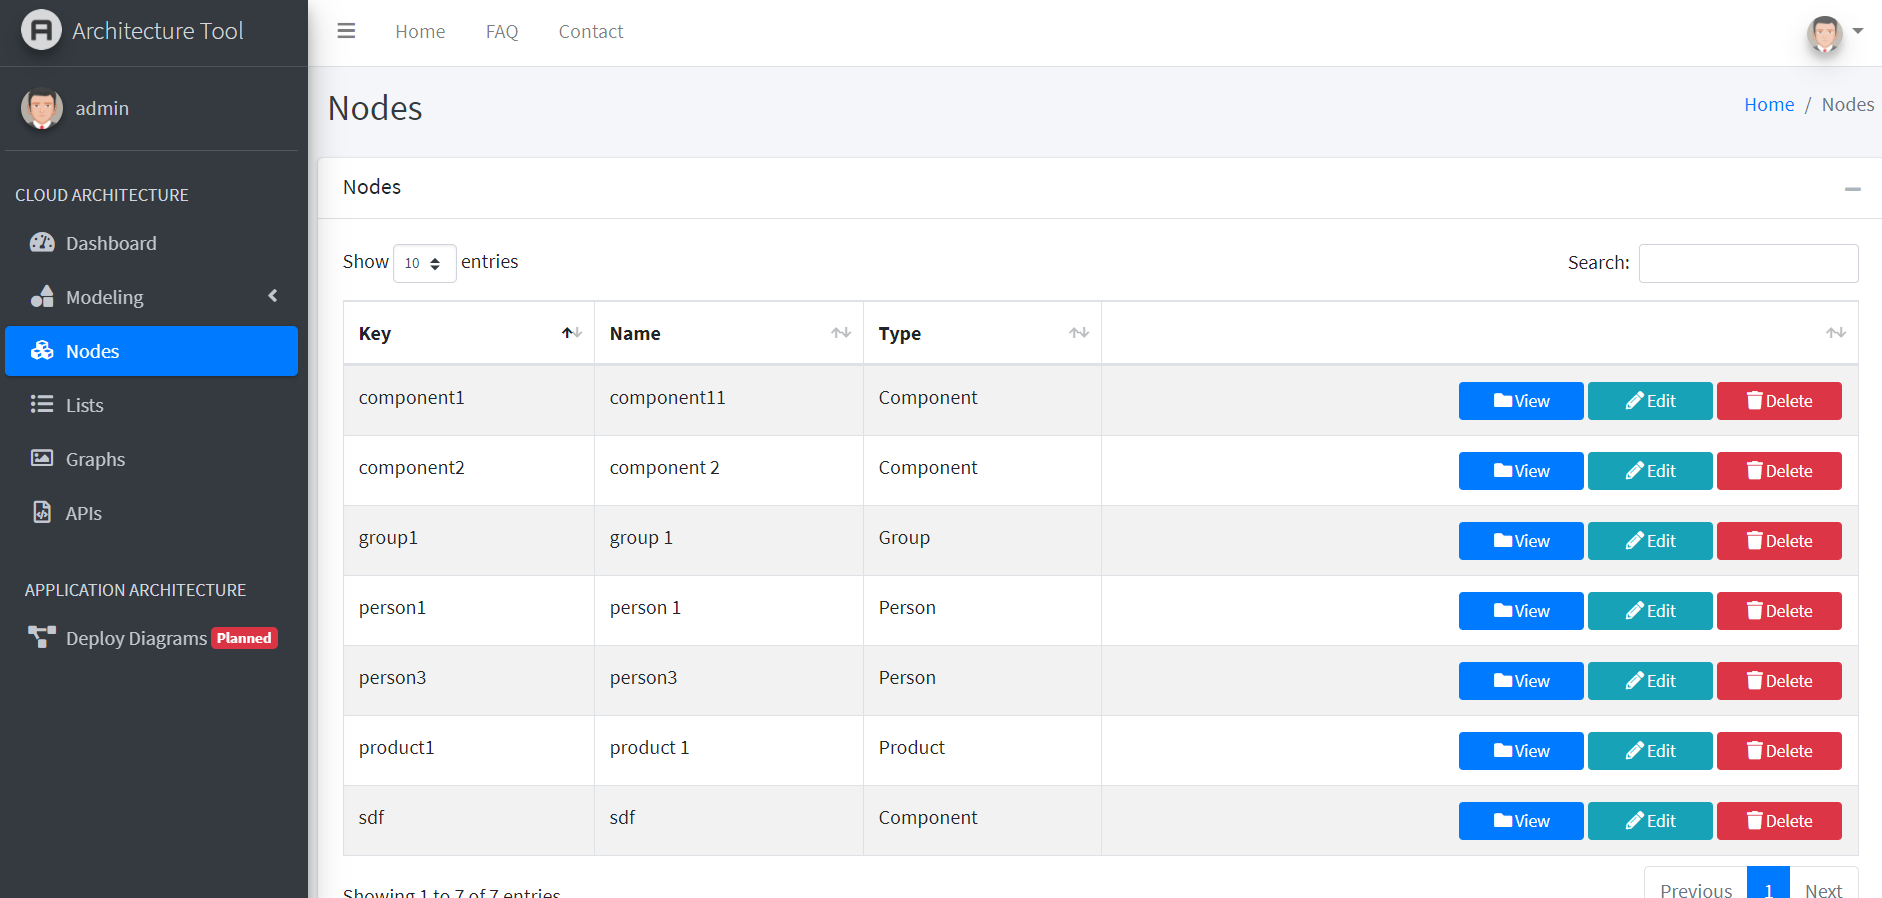 Architecture Tool
Home FAQ Contact
admin
Nodes
Home / Nodes
CLOUD ARCHITECTURE
Dashboard
Modeling
Nodes
Lists
Graphs
APIs
APPLICATION ARCHITECTURE
Deploy Diagrams Planned
Nodes
Show 10 entries
Search:
Key Name Type
component1 component11 Component View Edit Delete
component2 component 2 Component View Edit Delete
group1 group 1 Group View Edit Delete
person1 person 1 Person View Edit Delete
person3 person3 Person View Edit Delete
product1 product 1 Product View Edit Delete
sdf sdf Component View Edit Delete
Showing 1 to 7 of 7 entries
Previous 1 Next